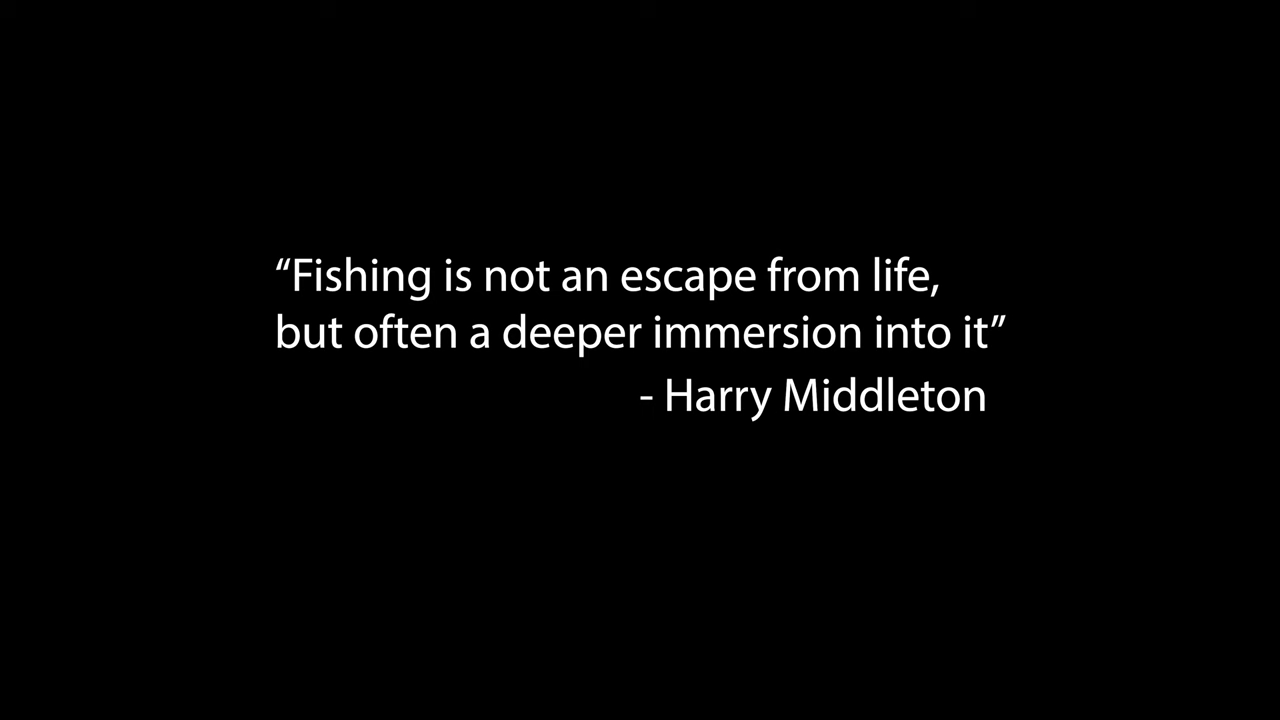 “Fishing is not an escape from life,
but often a deeper immersion into it”
- Harry Middleton